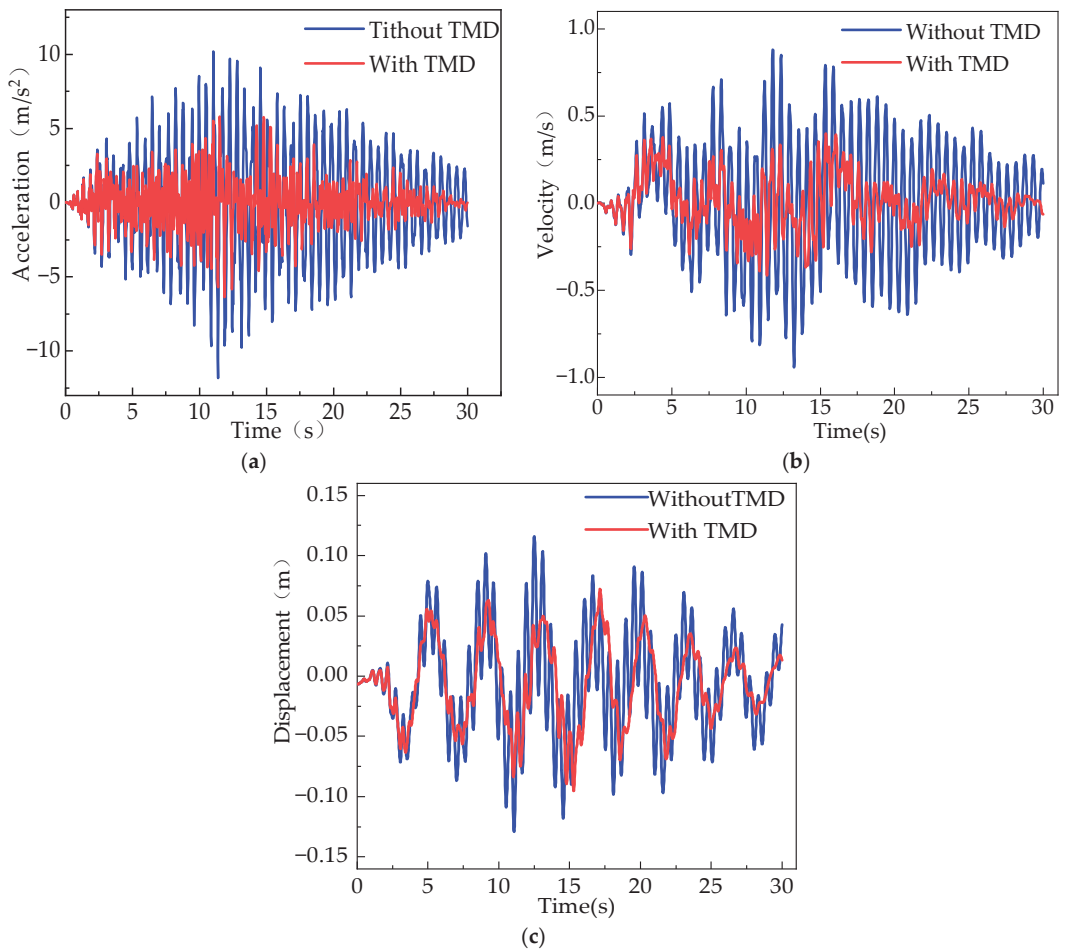 Tithout TMD
With TMD
Acceleration（m/s²）
10
5
0
−5
−10
0 5 10 15 20 25 30
Time（s）
(a)
Without TMD
With TMD
Velocity（m/s）
1.0
0.5
0.0
−0.5
−1.0
0 5 10 15 20 25 30
Time(s)
(b)
WithoutTMD
With TMD
Displacement（m）
0.15
0.10
0.05
0.00
−0.05
−0.10
−0.15
0 5 10 15 20 25 30
Time(s)
(c)